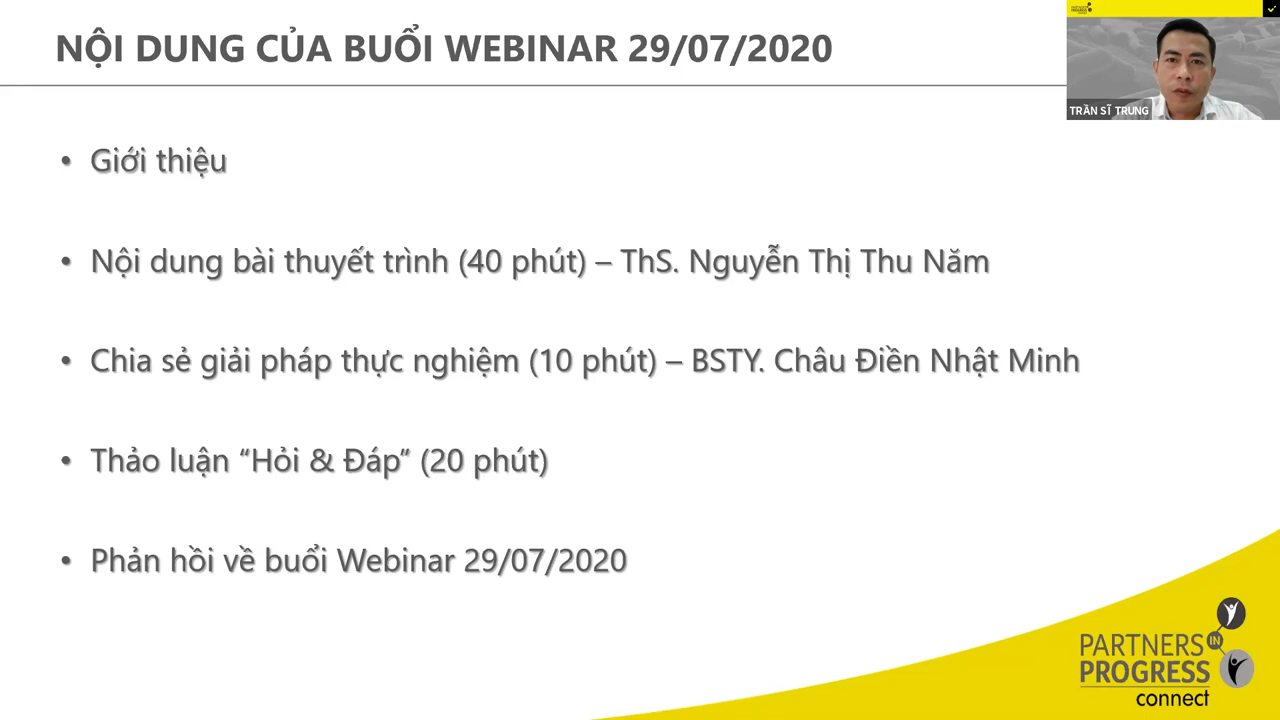 NỘI DUNG CỦA BUỔI WEBINAR 29/07/2020
TRẦN SĨ TRUNG
• Giới thiệu
• Nội dung bài thuyết trình (40 phút) – ThS. Nguyễn Thị Thu Năm
• Chia sẻ giải pháp thực nghiệm (10 phút) – BSTY. Châu Điền Nhật Minh
• Thảo luận “Hỏi & Đáp” (20 phút)
• Phản hồi về buổi Webinar 29/07/2020
PARTNERS IN
PROGRESS
connect